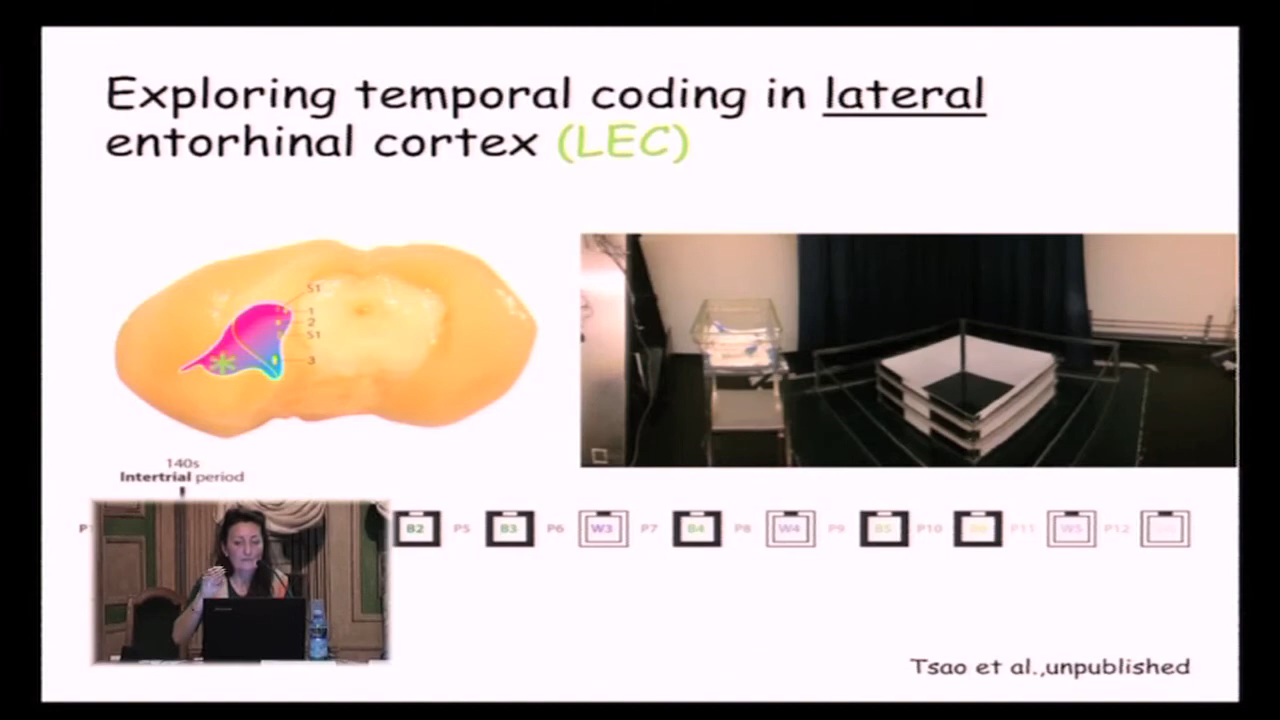 Exploring temporal coding in lateral
entorhinal cortex (LEC)
S1
1
2
S1
3
140s
Intertrial period
B2 P5 B3 P6 W3 P7 B4 P8 W4 P9 B5 P10 B6 P11 W5 P12
Tsao et al.,unpublished